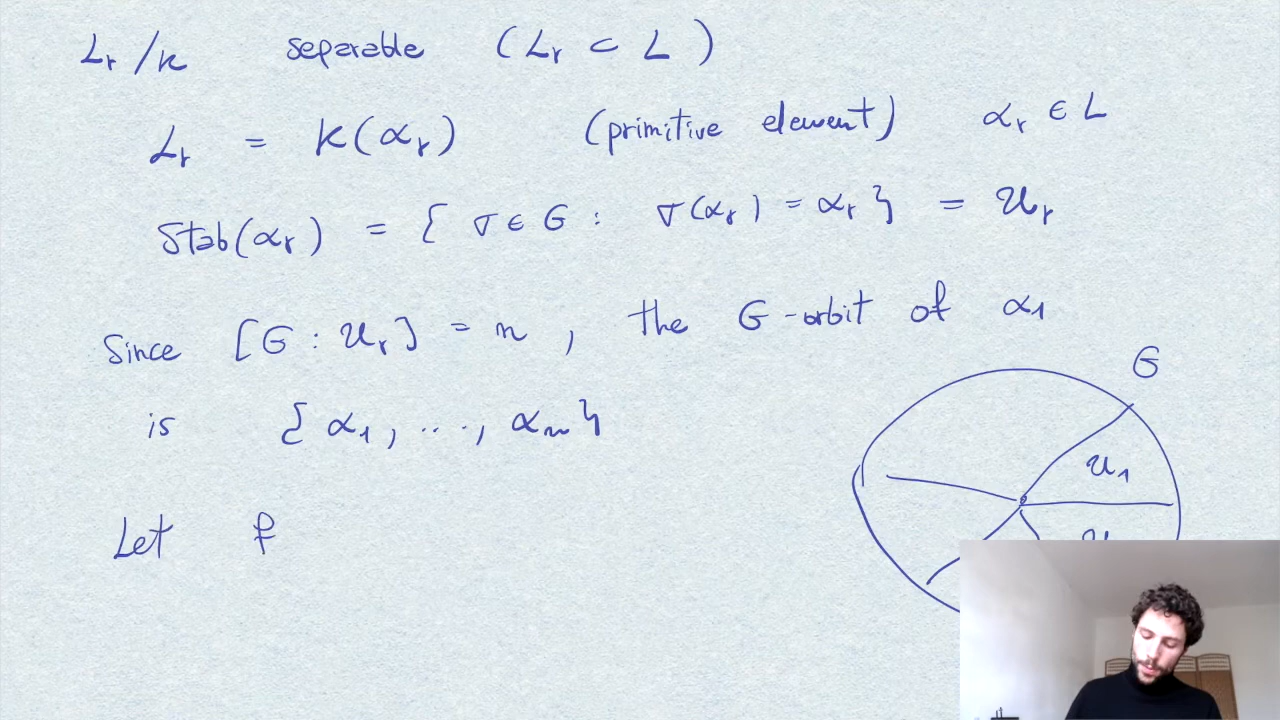 L_r / K separable (L_r ⊂ L)
L_r = K(α_r) (primitive element) α_r ∈ L
Stab(α_r) = { σ ∈ G : σ(α_r) = α_r } = U_r
Since [G : U_r] = n , the G-orbit of α_1
is { α_1 , ..., α_n }
Let f
G
U_1